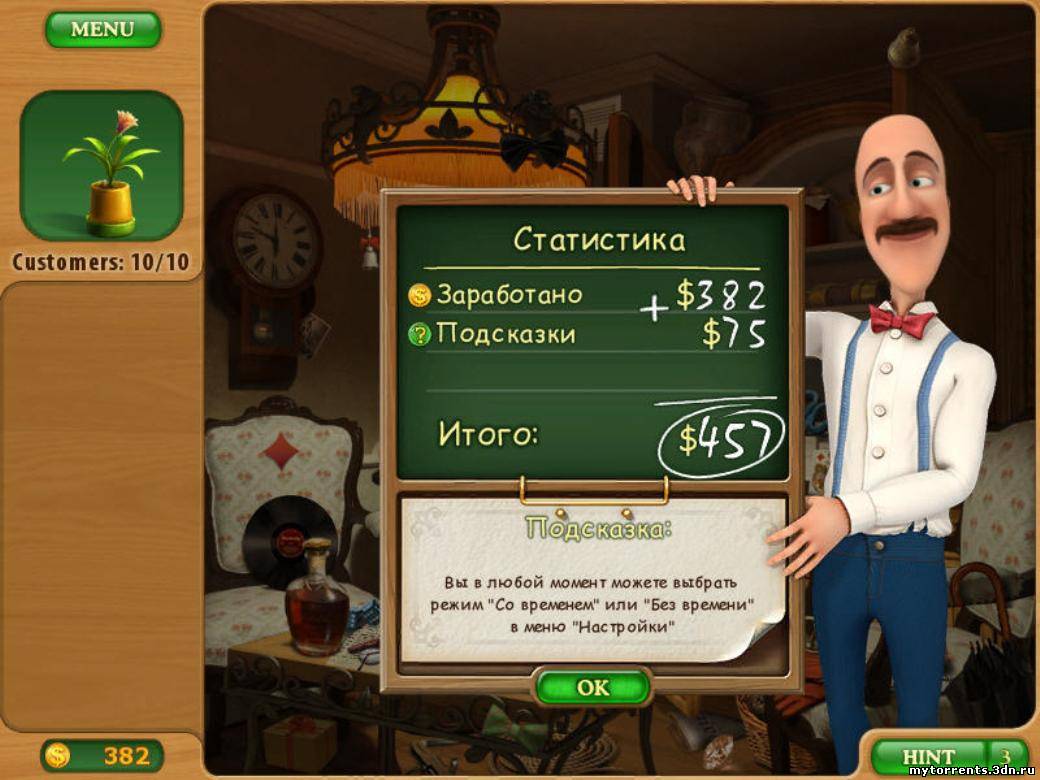 MENU
Customers: 10/10
Статистика
Заработано + $382
Подсказки $75
Итого: $457
Подсказка:
Вы в любой момент можете выбрать
режим "Со временем" или "Без времени"
в меню "Настройки"
OK
382
HINT 3
mytorrents.3dn.ru